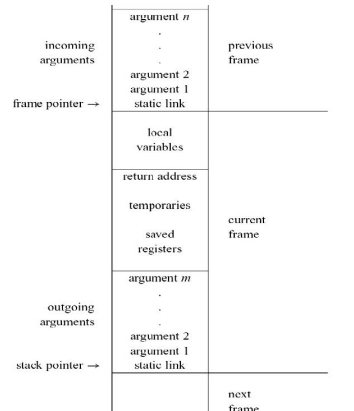 argument n
.
incoming . previous
arguments . frame
argument 2
argument 1
frame pointer → static link
local
variables
return address
temporaries
current
saved frame
registers
argument m
.
outgoing .
arguments .
argument 2
argument 1
stack pointer → static link
next
frame